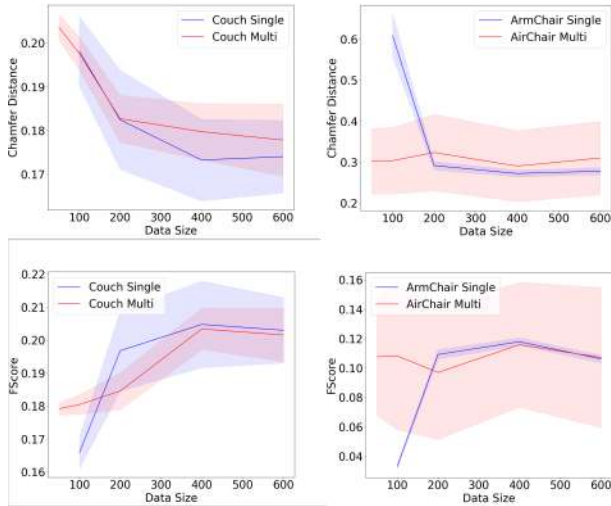 Couch Single
Couch Multi
Chamfer Distance
0.20
0.19
0.18
0.17
100 200 300 400 500 600
Data Size
ArmChair Single
AirChair Multi
Chamfer Distance
0.6
0.5
0.4
0.3
0.2
100 200 300 400 500 600
Data Size
Couch Single
Couch Multi
FScore
0.22
0.21
0.20
0.19
0.18
0.17
0.16
100 200 300 400 500 600
Data Size
ArmChair Single
AirChair Multi
FScore
0.16
0.14
0.12
0.10
0.08
0.06
0.04
100 200 300 400 500 600
Data Size